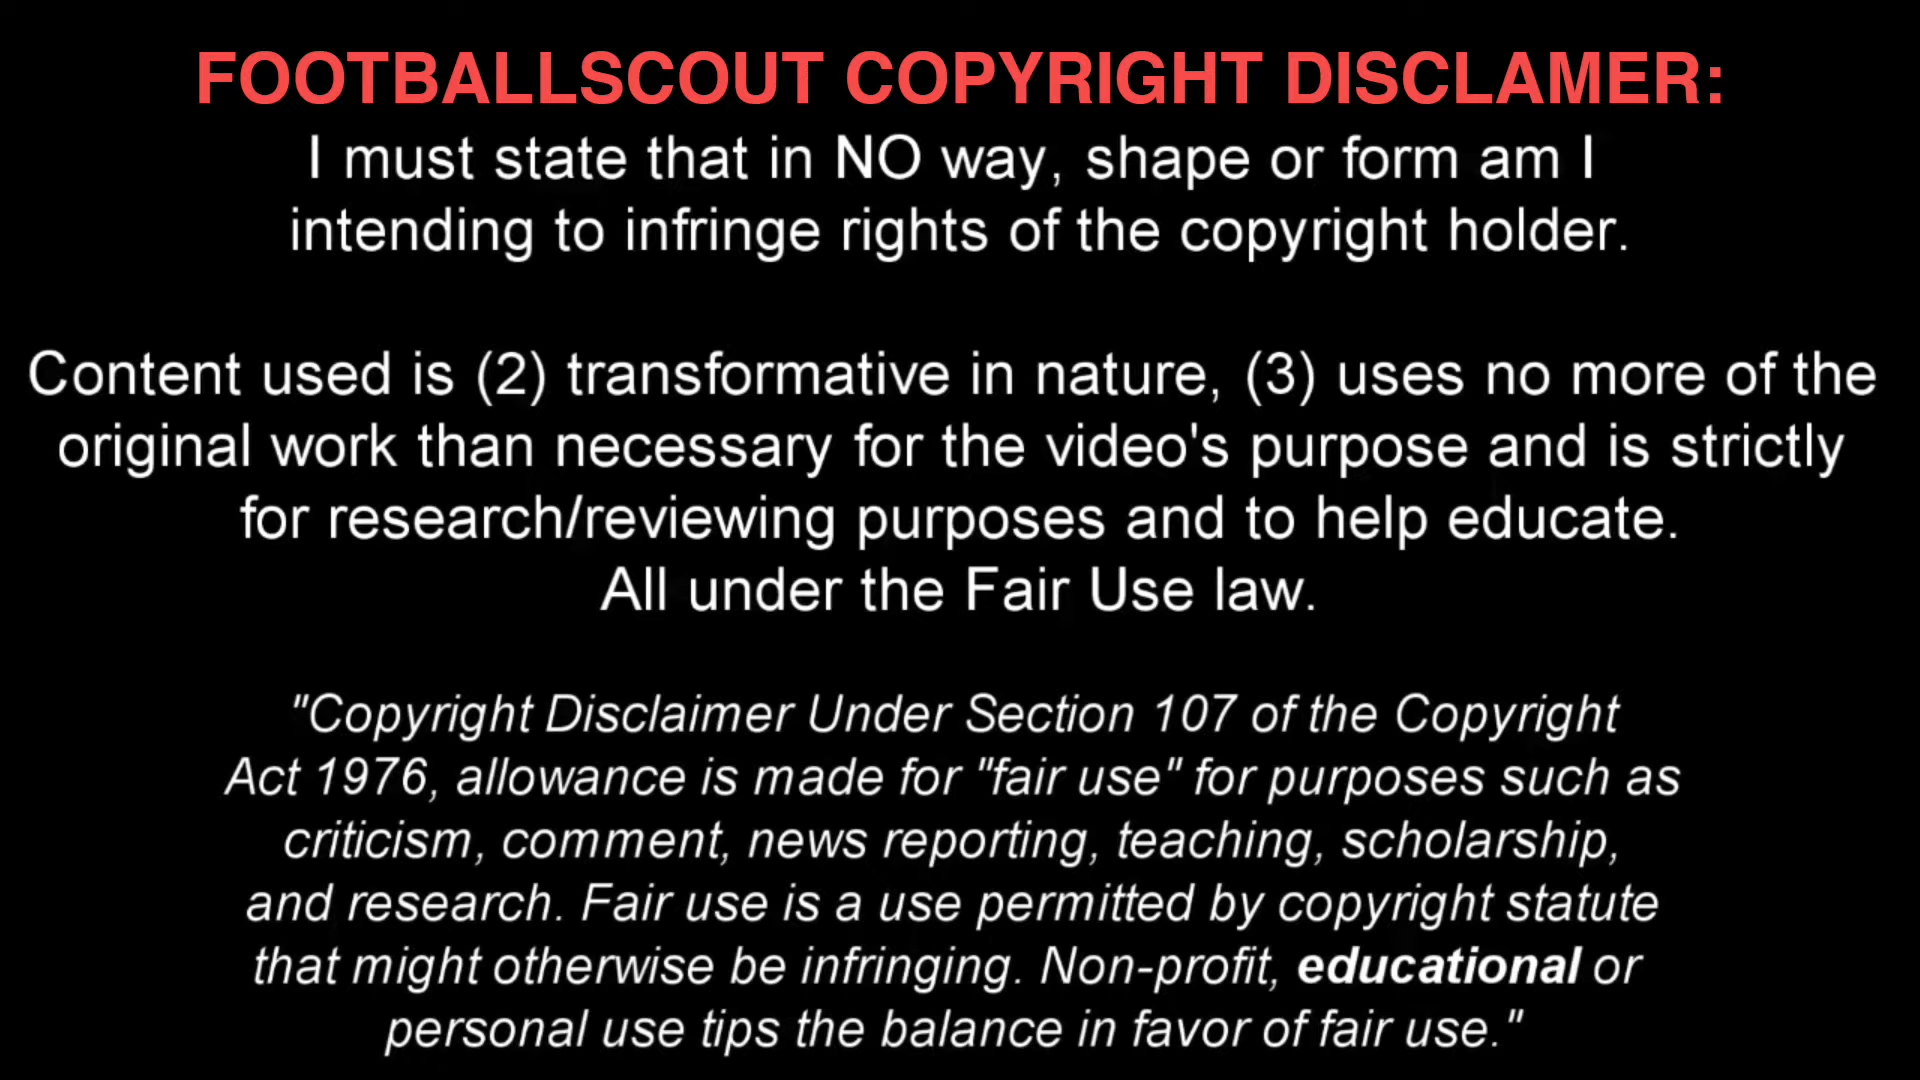 FOOTBALLSCOUT COPYRIGHT DISCLAMER:
I must state that in NO way, shape or form am I
intending to infringe rights of the copyright holder.
Content used is (2) transformative in nature, (3) uses no more of the
original work than necessary for the video's purpose and is strictly
for research/reviewing purposes and to help educate.
All under the Fair Use law.
"Copyright Disclaimer Under Section 107 of the Copyright
Act 1976, allowance is made for "fair use" for purposes such as
criticism, comment, news reporting, teaching, scholarship,
and research. Fair use is a use permitted by copyright statute
that might otherwise be infringing. Non-profit, educational or
personal use tips the balance in favor of fair use."